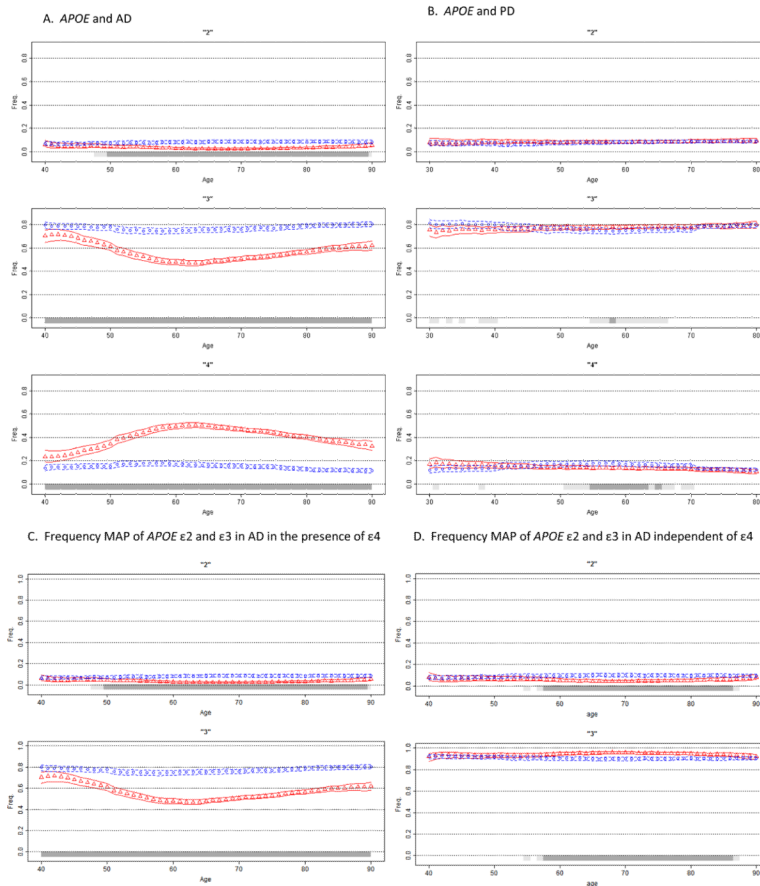 A. APOE and AD
"2"
Freq.
0.0 0.2 0.4 0.6 0.8
40 50 60 70 80 90
Age
"3"
Freq.
0.0 0.2 0.4 0.6 0.8
40 50 60 70 80 90
Age
"4"
Freq.
0.0 0.2 0.4 0.6 0.8
40 50 60 70 80 90
Age
B. APOE and PD
"2"
Freq.
0.0 0.2 0.4 0.6 0.8
30 40 50 60 70 80
Age
"3"
Freq.
0.0 0.2 0.4 0.6 0.8
30 40 50 60 70 80
Age
"4"
Freq.
0.0 0.2 0.4 0.6 0.8
30 40 50 60 70 80
Age
C. Frequency MAP of APOE ε2 and ε3 in AD in the presence of ε4
"2"
Freq.
0.0 0.2 0.4 0.6 0.8 1.0
40 50 60 70 80 90
Age
"3"
Freq.
0.0 0.2 0.4 0.6 0.8 1.0
40 50 60 70 80 90
Age
D. Frequency MAP of APOE ε2 and ε3 in AD independent of ε4
"2"
Freq.
0.0 0.2 0.4 0.6 0.8 1.0
40 50 60 70 80 90
age
"3"
Freq.
0.0 0.2 0.4 0.6 0.8 1.0
40 50 60 70 80 90
age